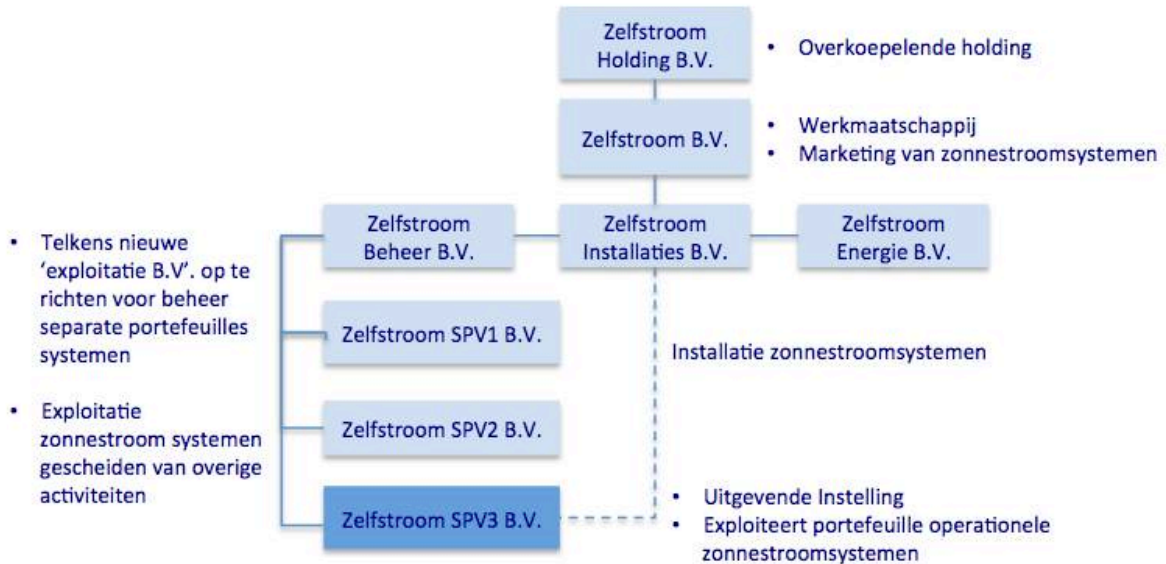 Zelfstroom
Holding B.V.
• Overkoepelende holding
Zelfstroom B.V.
• Werkmaatschappij
• Marketing van zonnestroomsystemen
Zelfstroom
Beheer B.V.
Zelfstroom
Installaties B.V.
Zelfstroom
Energie B.V.
• Telkens nieuwe
‘exploitatie B.V’. op te
richten voor beheer
separate portefeuilles
systemen
• Exploitatie
zonnestroom systemen
gescheiden van overige
activiteiten
Zelfstroom SPV1 B.V.
Installatie zonnestroomsystemen
Zelfstroom SPV2 B.V.
Zelfstroom SPV3 B.V.
• Uitgevende Instelling
• Exploiteert portefeuille operationele
zonnestroomsystemen